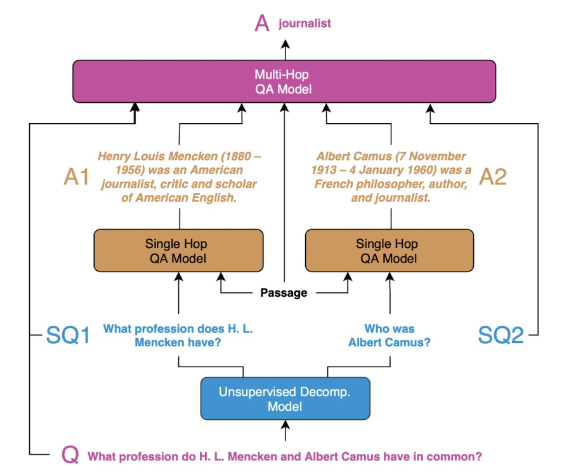 A journalist
Multi-Hop
QA Model
A1
Henry Louis Mencken (1880 –
1956) was an American
journalist, critic and scholar
of American English.
Albert Camus (7 November
1913 – 4 January 1960) was a
French philosopher, author,
and journalist.
A2
Single Hop
QA Model
Single Hop
QA Model
Passage
SQ1
What profession does H. L.
Mencken have?
Who was
Albert Camus?
SQ2
Unsupervised Decomp.
Model
Q What profession do H. L. Mencken and Albert Camus have in common?